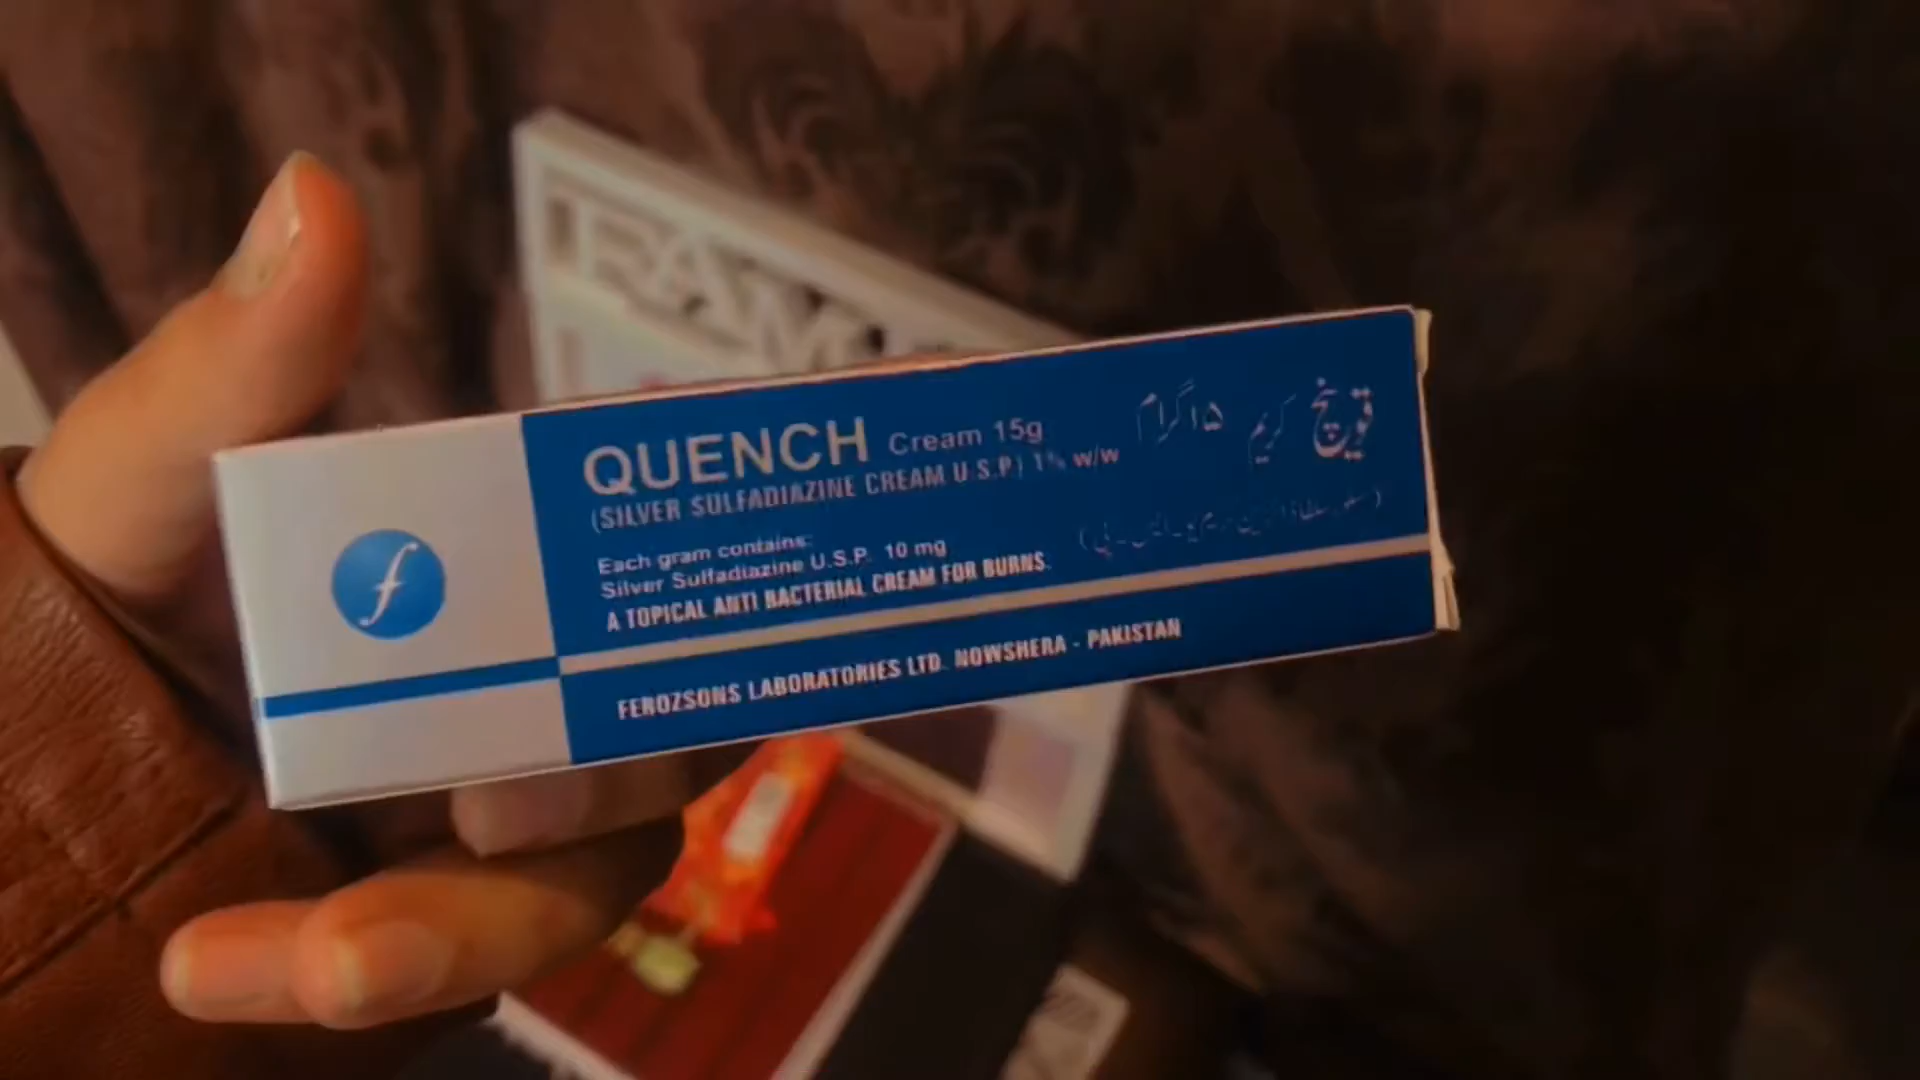 f
QUENCH Cream 15g
(SILVER SULFADIAZINE CREAM U.S.P) 1% w/w
قوینچ کریم ۱۵ گرام
Each gram contains:
Silver Sulfadiazine U.S.P. 10 mg
A TOPICAL ANTI BACTERIAL CREAM FOR BURNS.
FEROZSONS LABORATORIES LTD. NOWSHERA - PAKISTAN